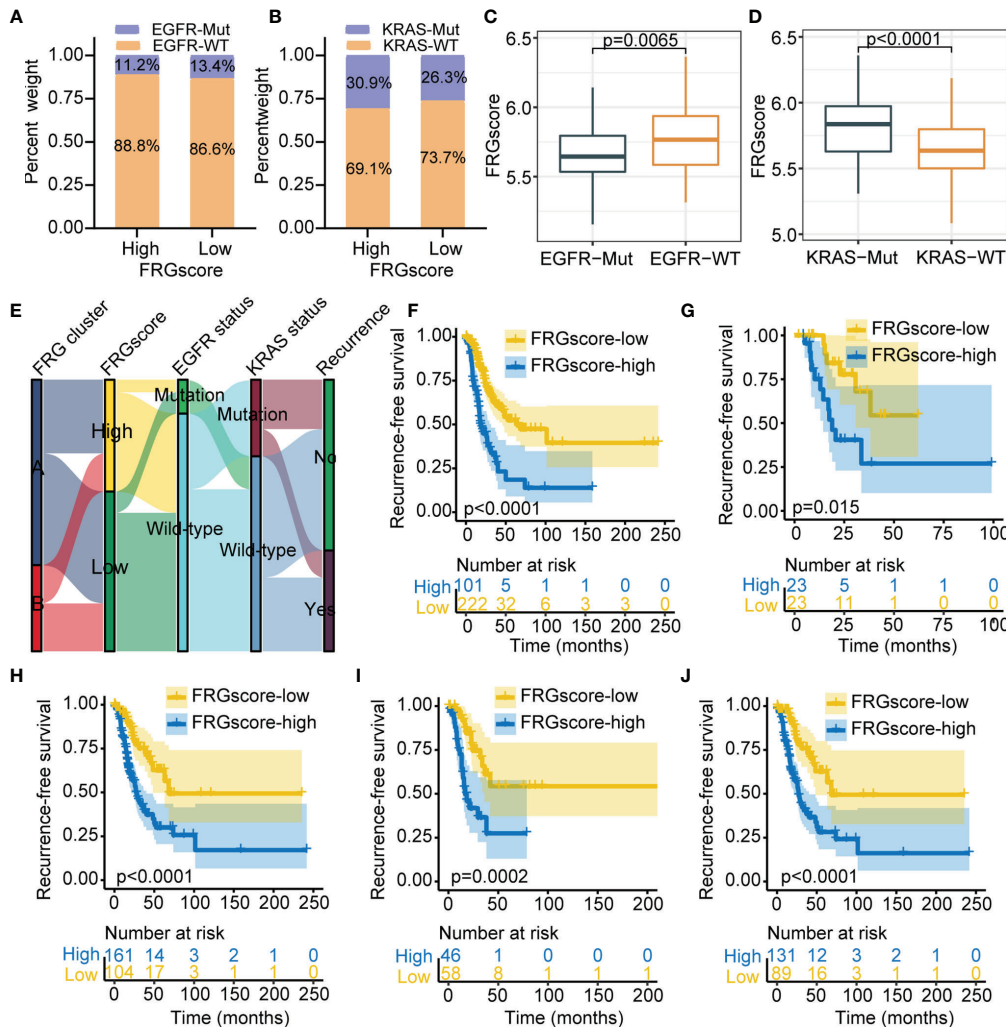 A
EGFR-Mut
EGFR-WT
Percent weight
1.00
0.75
0.50
0.25
0.00
11.2%
13.4%
88.8%
86.6%
High
Low
FRGscore
B
KRAS-Mut
KRAS-WT
Percentweight
1.00
0.75
0.50
0.25
0.00
30.9%
26.3%
69.1%
73.7%
High
Low
FRGscore
C
p=0.0065
FRGscore
6.5
6.0
5.5
EGFR−Mut
EGFR−WT
D
p<0.0001
FRGscore
6.5
6.0
5.5
5.0
KRAS−Mut
KRAS−WT
E
FRG cluster
FRGscore
EGFR status
KRAS status
Recurrence
A
B
High
Low
Mutation
Wild-type
Mutation
Wild-type
No
Yes
F
FRGscore-low
FRGscore-high
Recurrence-free survival
1.00
0.75
0.50
0.25
0.00
p<0.0001
0 50 100 150 200 250
Number at risk
High 101 5 1 1 0 0
Low 222 32 6 3 3 0
0 50 100 150 200 250
Time (months)
G
FRGscore-low
FRGscore-high
Recurrence-free survival
1.00
0.75
0.50
0.25
0.00
p=0.015
0 25 50 75 100
Number at risk
High 23 5 1 1 0
Low 23 11 1 0 0
0 25 50 75 100
Time (months)
H
FRGscore-low
FRGscore-high
Recurrence-free survival
1.00
0.75
0.50
0.25
0.00
p<0.0001
0 50 100 150 200 250
Number at risk
High 161 14 3 2 1 0
Low 104 17 3 1 1 0
0 50 100 150 200 250
Time (months)
I
FRGscore-low
FRGscore-high
Recurrence-free survival
1.00
0.75
0.50
0.25
0.00
p=0.0002
0 50 100 150 200
Number at risk
High 46 1 0 0 0
Low 58 8 1 1 1
0 50 100 150 200
Time (months)
J
FRGscore-low
FRGscore-high
Recurrence-free survival
1.00
0.75
0.50
0.25
0.00
p<0.0001
0 50 100 150 200 250
Number at risk
High 131 12 3 2 1 0
Low 89 16 3 1 1 0
0 50 100 150 200 250
Time (months)